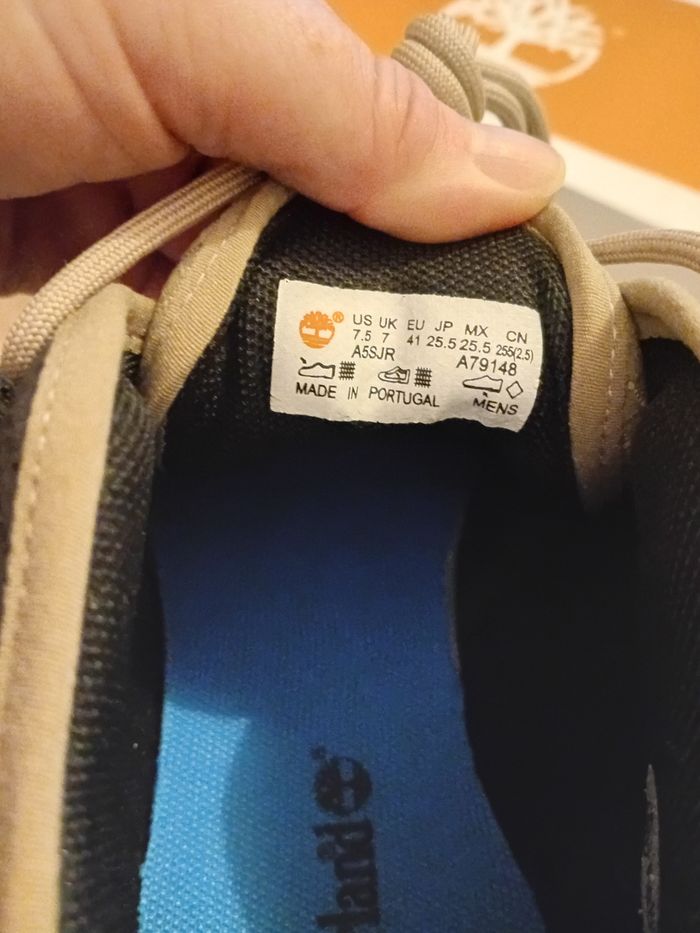 US UK EU JP MX CN
7.5 7 41 25.5 25.5 255(2.5)
A5SJR A79148
MADE IN PORTUGAL MENS
land